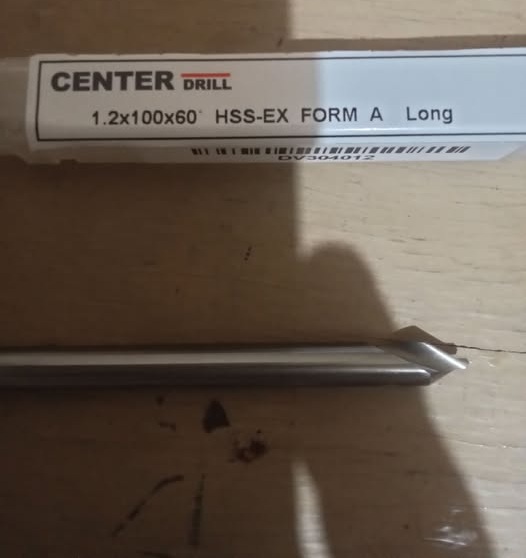 CENTER DRILL
1.2x100x60° HSS-EX FORM A Long
DV304012